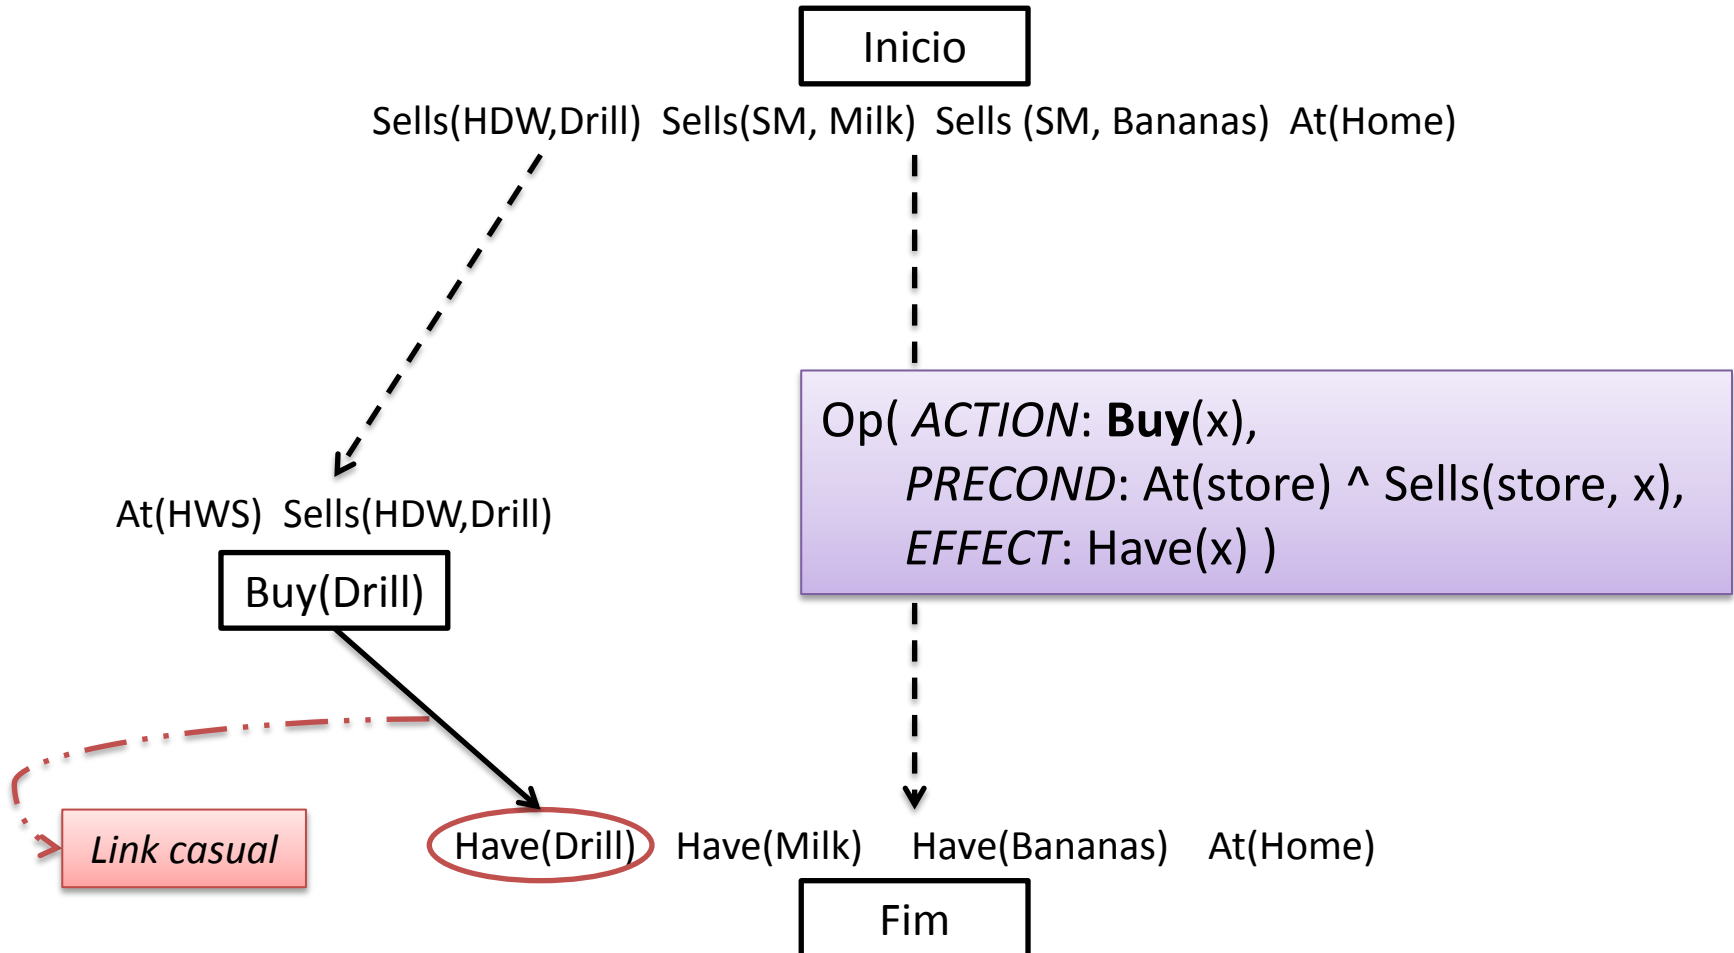 Inicio
Sells(HDW,Drill) Sells(SM, Milk) Sells (SM, Bananas) At(Home)
Op( ACTION: Buy(x),
PRECOND: At(store) ^ Sells(store, x),
EFFECT: Have(x) )
At(HWS) Sells(HDW,Drill)
Buy(Drill)
Link casual
Have(Drill) Have(Milk) Have(Bananas) At(Home)
Fim